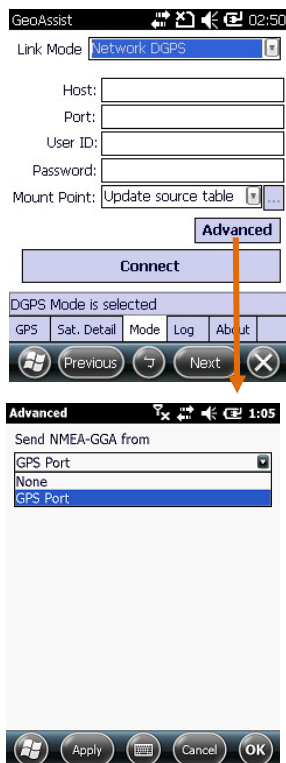 GeoAssist 02:50
Link Mode Network DGPS
Host:
Port:
User ID:
Password:
Mount Point: Update source table ...
Advanced
Connect
DGPS Mode is selected
GPS Sat. Detail Mode Log About
Previous Next
Advanced 1:05
Send NMEA-GGA from
GPS Port
None
GPS Port
Apply Cancel OK